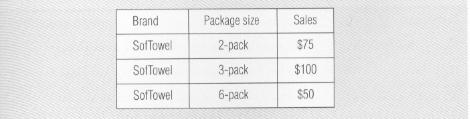 Brand Package size Sales
SofTowel 2-pack $75
SofTowel 3-pack $100
SofTowel 6-pack $50